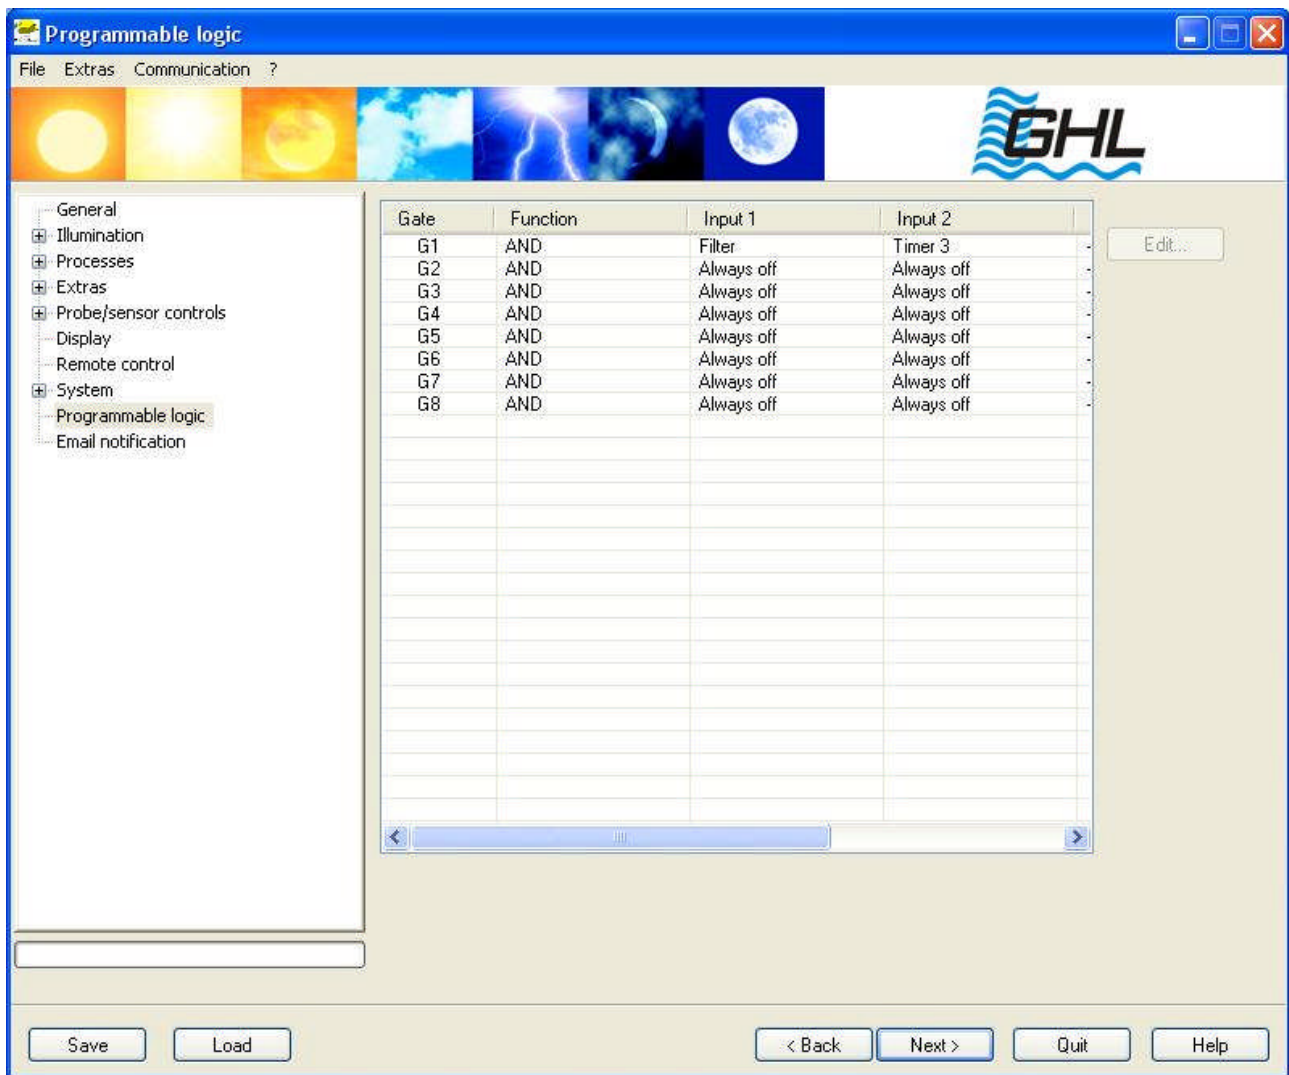 Programmable logic
File Extras Communication ?
GHL
General
Illumination
Processes
Extras
Probe/sensor controls
Display
Remote control
System
Programmable logic
Email notification
Gate Function Input 1 Input 2
G1 AND Filter Timer 3 -
G2 AND Always off Always off -
G3 AND Always off Always off -
G4 AND Always off Always off -
G5 AND Always off Always off -
G6 AND Always off Always off -
G7 AND Always off Always off -
G8 AND Always off Always off -
Edit...
Save Load < Back Next > Quit Help